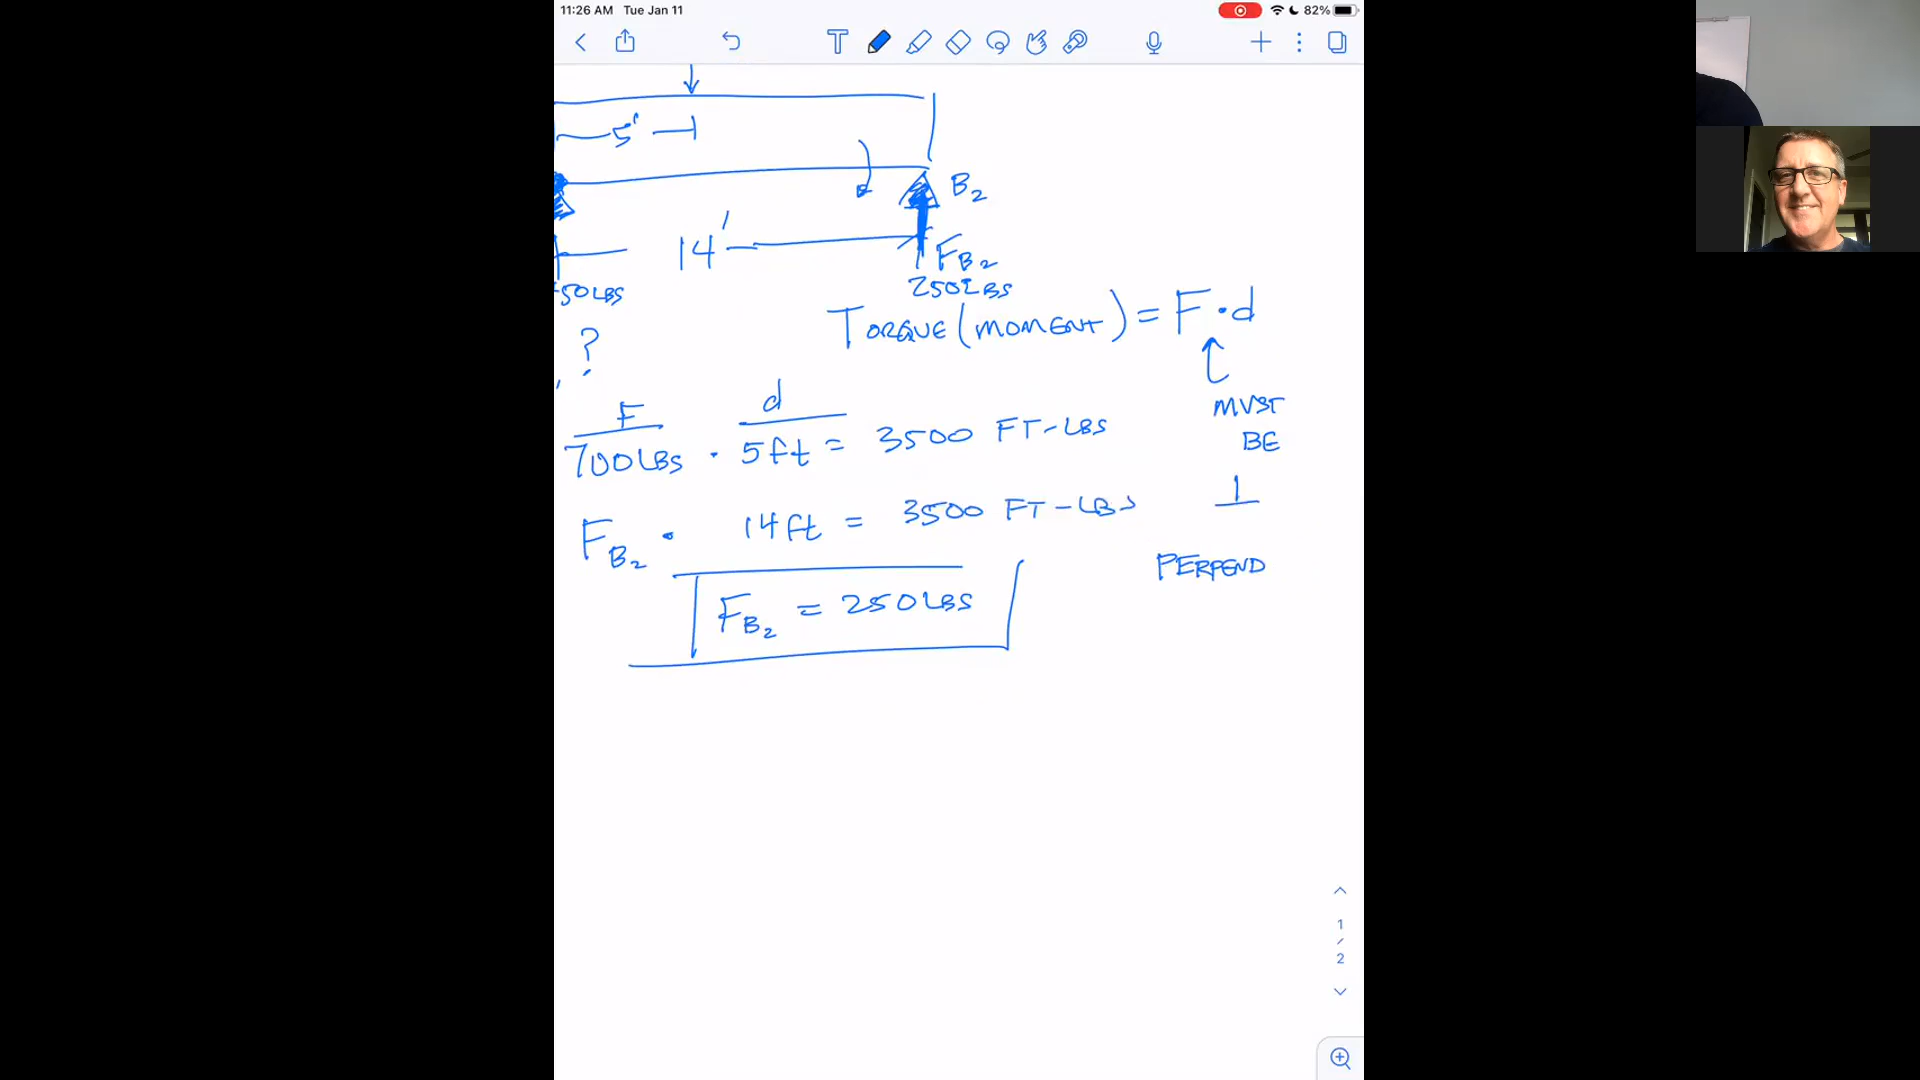 11:26 AM Tue Jan 11
82%
5'
B2
14'
FB2
50LBS
250LBS
TORQUE (MOMENT) = F · d
?
F d
MUST
700LBS · 5ft = 3500 FT-LBS
BE
FB2 · 14ft = 3500 FT-LBS
⊥
PERPEND
FB2 = 250LBS
1
/
2